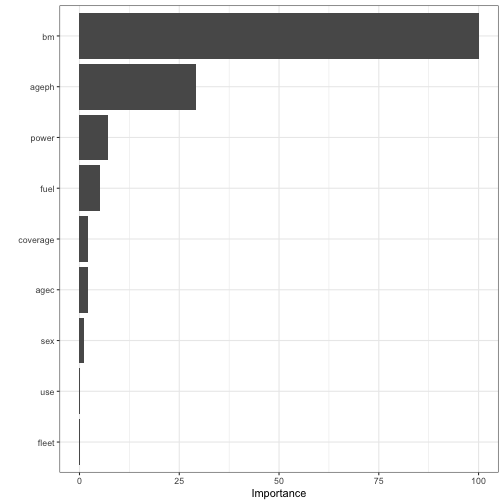 bm
ageph
power
fuel
coverage
agec
sex
use
fleet
0 25 50 75 100
Importance